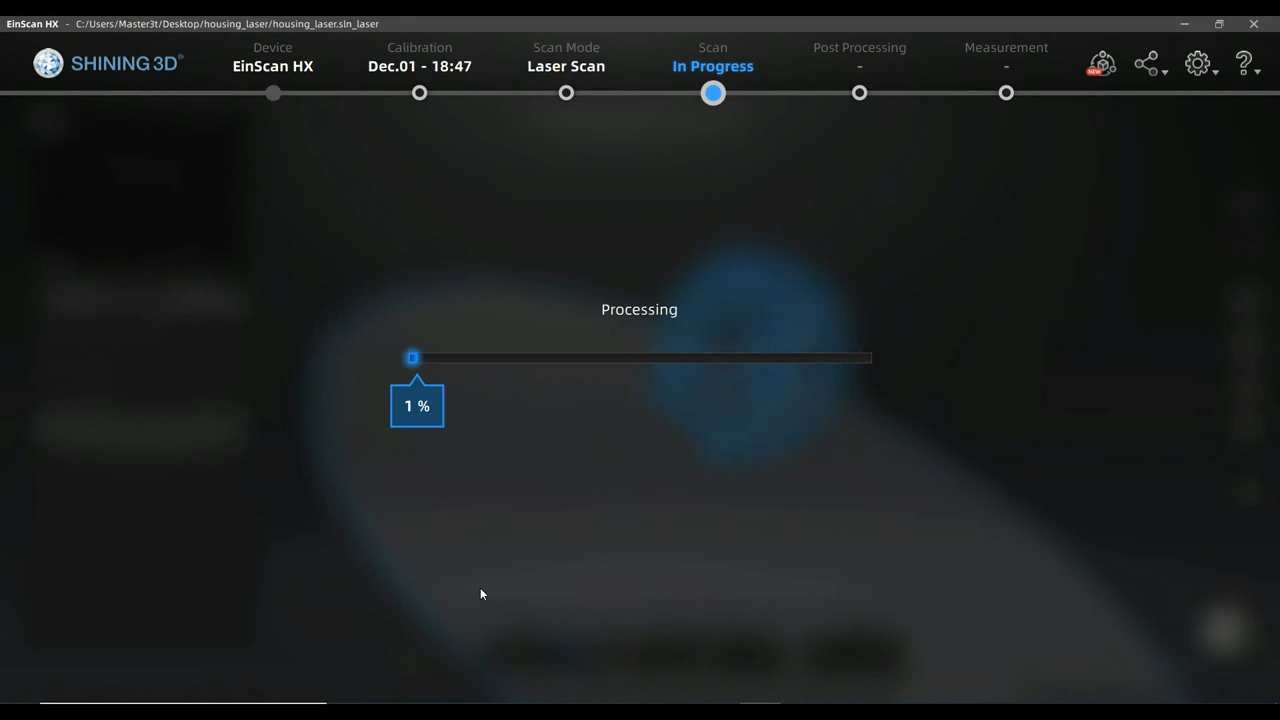 EinScan HX - C:/Users/Master3t/Desktop/housing_laser/housing_laser.sln_laser
SHINING 3D®
Device
EinScan HX
Calibration
Dec.01 - 18:47
Scan Mode
Laser Scan
Scan
In Progress
Post Processing
-
Measurement
-
NEW
?
Processing
1 %